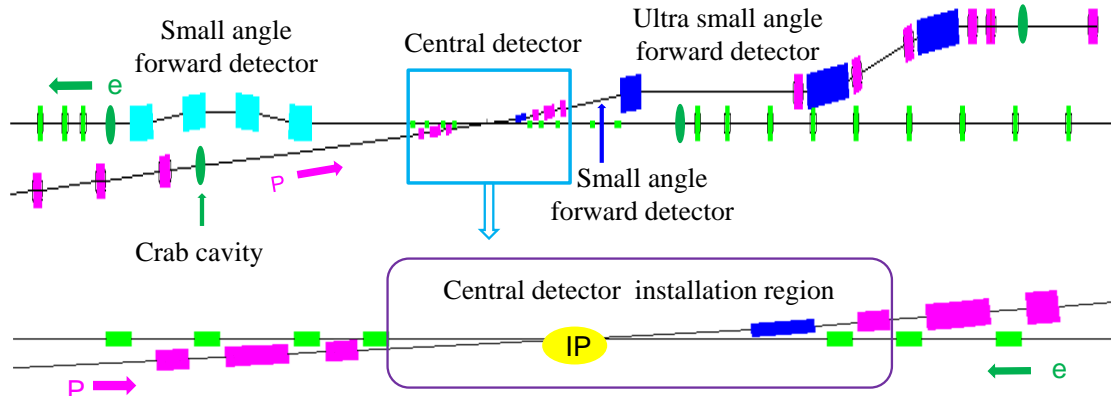 Small angle
forward detector
Central detector
Ultra small angle
forward detector
e
P
Small angle
forward detector
Crab cavity
Central detector installation region
IP
P
e